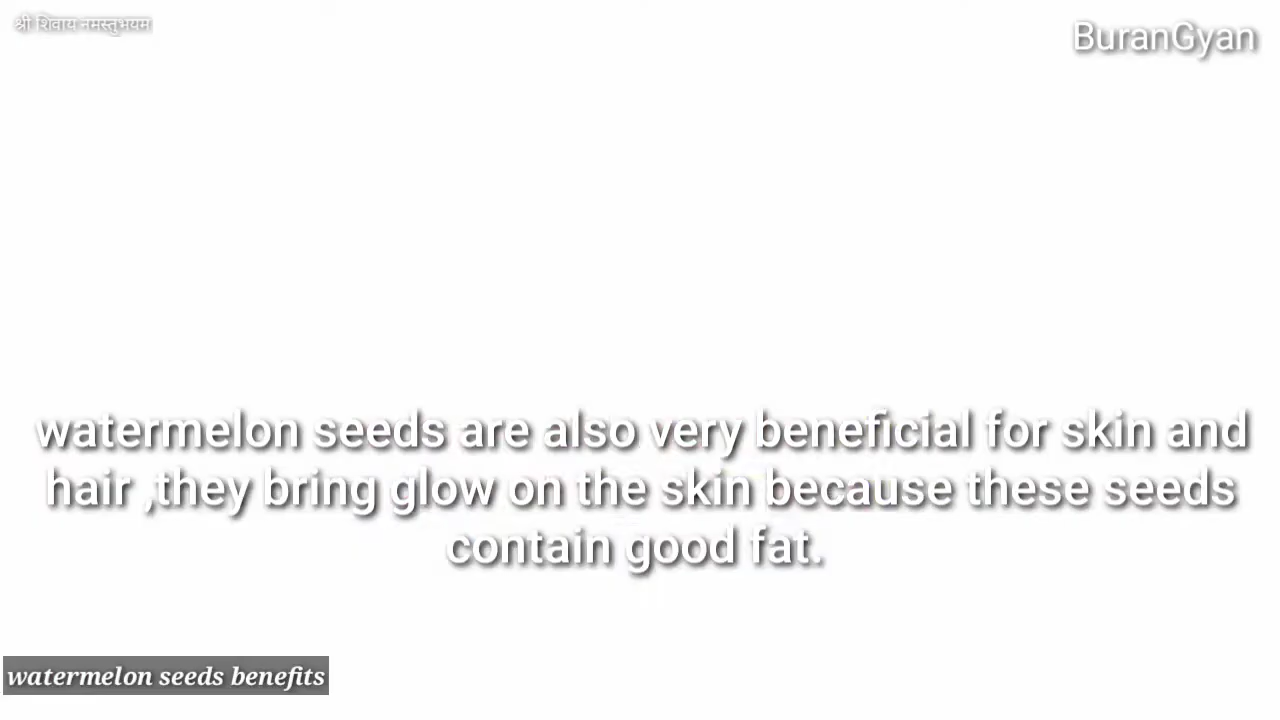 श्री शिवाय नमस्तुभयम
BuranGyan
watermelon seeds are also very beneficial for skin and
hair ,they bring glow on the skin because these seeds
contain good fat.
watermelon seeds benefits